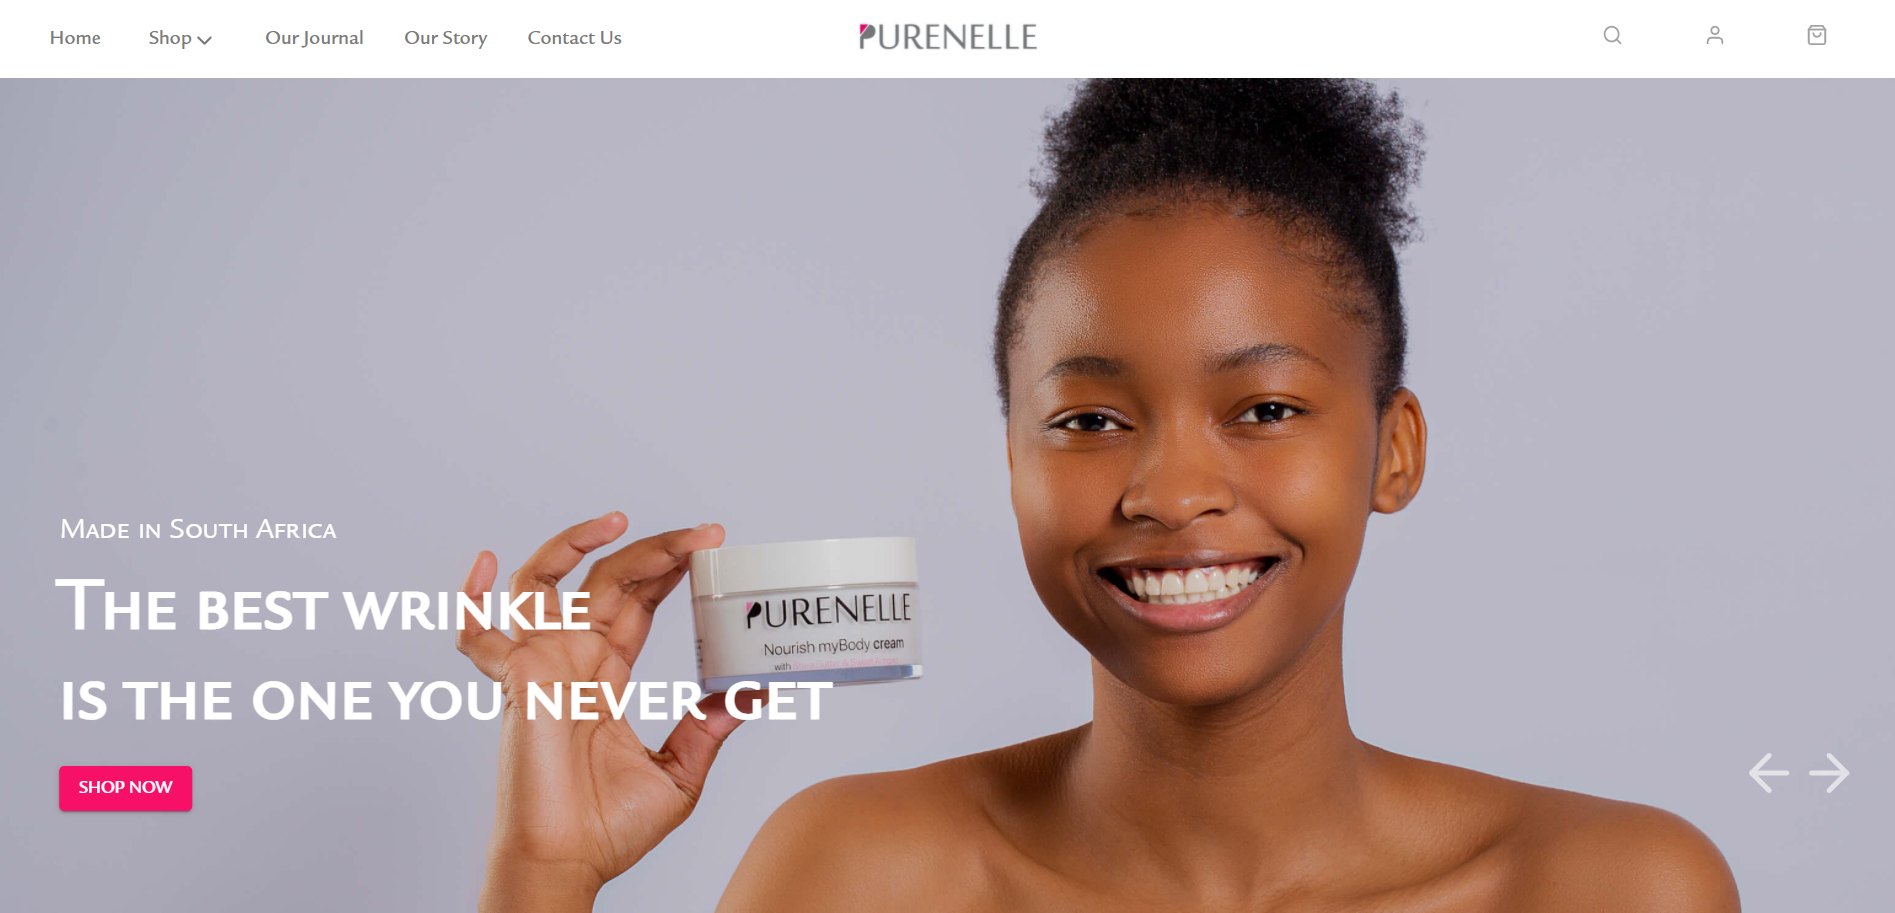 Home Shop Our Journal Our Story Contact Us PURENELLE
Made in South Africa
The best wrinkle
is the one you never get
SHOP NOW
PURENELLE
Nourish myBody cream
with